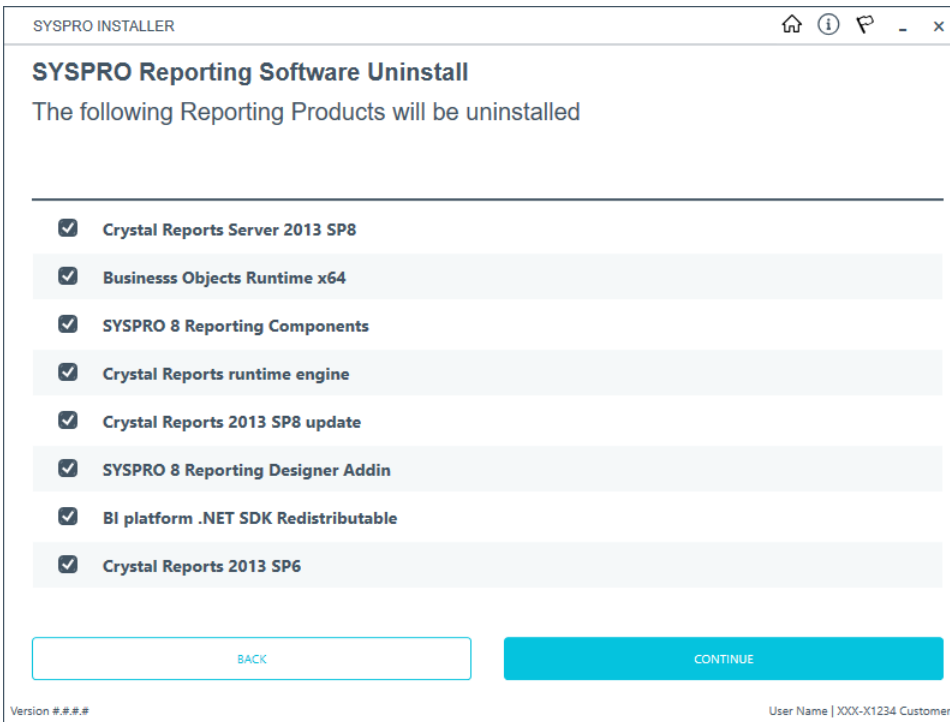 SYSPRO INSTALLER
SYSPRO Reporting Software Uninstall
The following Reporting Products will be uninstalled
Crystal Reports Server 2013 SP8
Businesss Objects Runtime x64
SYSPRO 8 Reporting Components
Crystal Reports runtime engine
Crystal Reports 2013 SP8 update
SYSPRO 8 Reporting Designer Addin
BI platform .NET SDK Redistributable
Crystal Reports 2013 SP6
BACK CONTINUE
Version #.#.#.# User Name | XXX-X1234 Customer